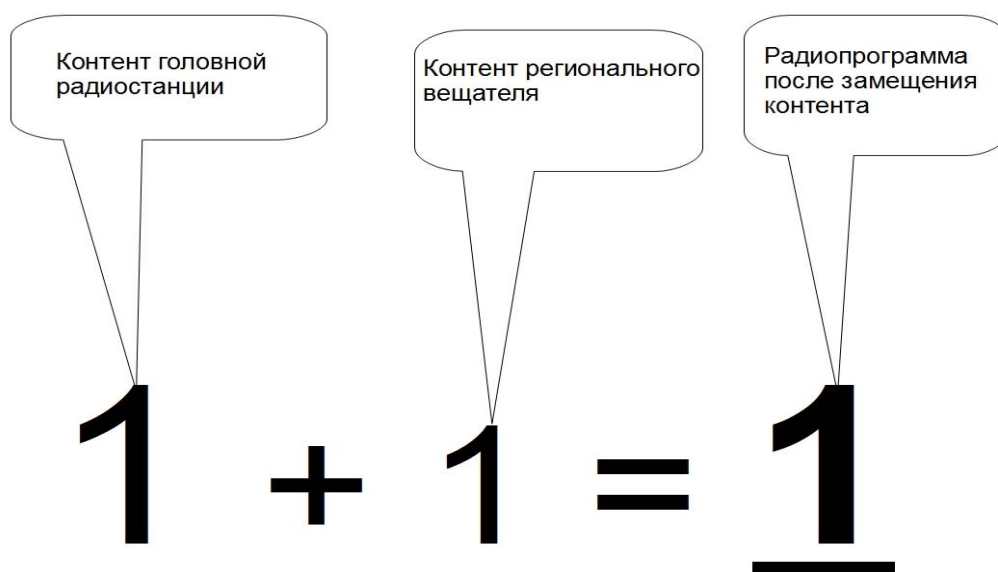 Контент головной
радиостанции
Контент регионального
вещателя
Радиопрограмма
после замещения
контента
1 + 1 = 1